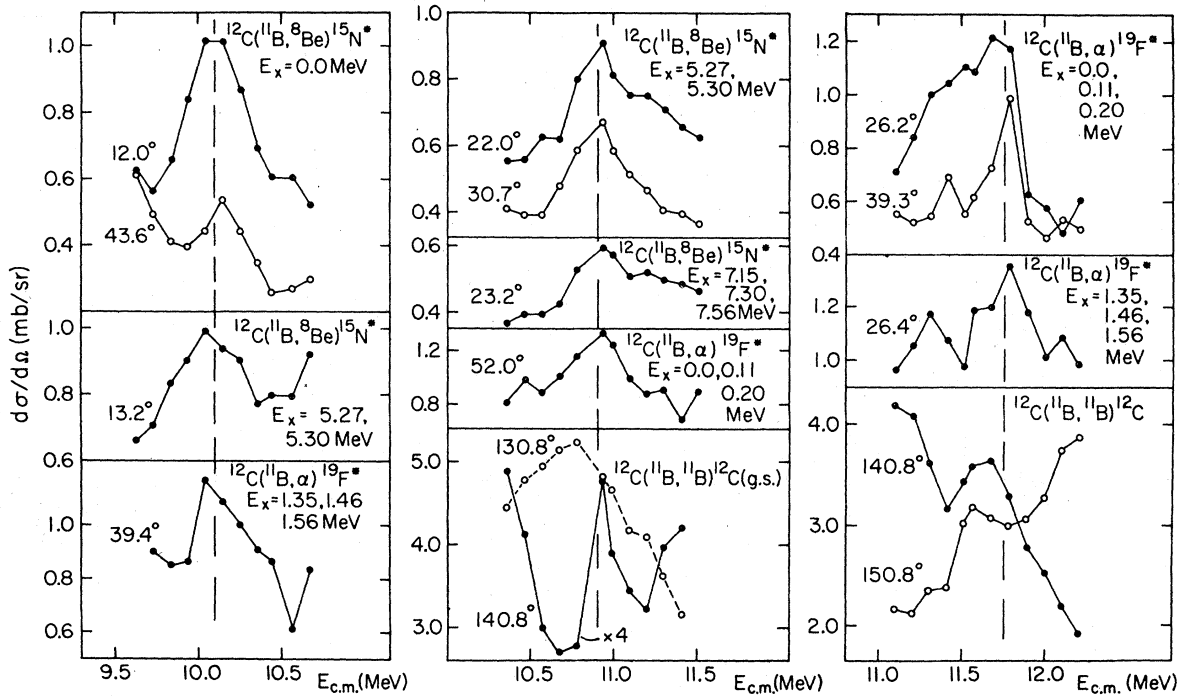 dσ/dΩ (mb/sr)
1.0
0.8
0.6
0.4
1.0
0.8
0.6
1.0
0.8
0.6
¹²C(¹¹B,⁸Be)¹⁵N*
Eₓ=0.0MeV
12.0°
43.6°
¹²C(¹¹B,⁸Be)¹⁵N*
13.2°
Eₓ = 5.27,
5.30 MeV
¹²C(¹¹B,α)¹⁹F*
Eₓ=1.35,1.46
1.56 MeV
39.4°
9.5
10.0
10.5
E_c.m.(MeV)
1.0
0.8
0.6
0.4
0.6
0.4
1.2
0.8
5.0
4.0
3.0
¹²C(¹¹B,⁸Be)¹⁵N*
Eₓ=5.27,
5.30 MeV
22.0°
30.7°
¹²C(¹¹B,⁸Be)¹⁵N*
Eₓ=7.15,
7.30,
7.56MeV
23.2°
¹²C(¹¹B,α)¹⁹F*
Eₓ=0.0,0.11
0.20
MeV
52.0°
130.8°
¹²C(¹¹B,¹¹B)¹²C(g.s.)
140.8°
×4
10.5
11.0
11.5
E_c.m.(MeV)
1.2
1.0
0.8
0.6
0.4
1.2
1.0
4.0
3.0
2.0
¹²C(¹¹B,α)¹⁹F*
Eₓ=0.0,
0.11,
0.20
MeV
26.2°
39.3°
¹²C(¹¹B,α)¹⁹F*
Eₓ=1.35,
1.46,
1.56
MeV
26.4°
¹²C(¹¹B,¹¹B)¹²C
140.8°
150.8°
11.0
11.5
12.0
E_c.m.(MeV)